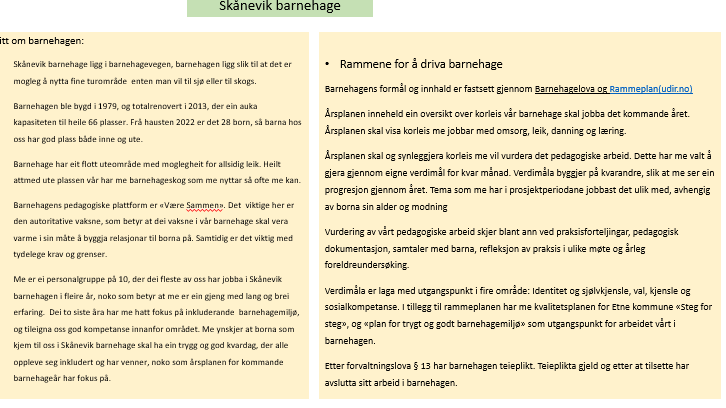 Skånevik barnehage
itt om barnehagen:
Skånevik barnehage ligg i barnehagevegen, barnehagen ligg slik til at det er
mogleg å nytta fine turområde enten man vil til sjø eller til skogs.
Barnehagen ble bygd i 1979, og totalrenovert i 2013, der ein auka
kapasiteten til heile 66 plasser. Frå hausten 2022 er det 28 born, så barna hos
oss har god plass både inne og ute.
Barnehage har eit flott uteområde med moglegheit for allsidig leik. Heilt
attmed ute plassen vår har me barnehageskog som me nyttar så ofte me kan.
Barnehagens pedagogiske plattform er «Være Sammen». Det viktige her er
den autoritative vaksne, som betyr at dei vaksne i vår barnehage skal vera
varme i sin måte å byggja relasjonar til borna på. Samtidig er det viktig med
tydelege krav og grenser.
Me er ei personalgruppe på 10, der dei fleste av oss har jobba i Skånevik
barnehagen i fleire år, noko som betyr at me er ein gjeng med lang og brei
erfaring. Dei to siste åra har me hatt fokus på inkluderande barnehagemiljø,
og tileigna oss god kompetanse innanfor området. Me ynskjer at borna som
kjem til oss i Skånevik barnehage skal ha ein trygg og god kvardag, der alle
oppleve seg inkludert og har venner, noko som årsplanen for kommande
barnehageår har fokus på.
• Rammene for å driva barnehage
Barnehagens formål og innhald er fastsett gjennom Barnehagelova og Rammeplan(udir.no)
Årsplanen inneheld ein oversikt over korleis vår barnehage skal jobba det kommande året.
Årsplanen skal visa korleis me jobbar med omsorg, leik, danning og læring.
Årsplanen skal og synleggjera korleis me vil vurdera det pedagogiske arbeid. Dette har me valt å
gjera gjennom eigne verdimål for kvar månad. Verdimåla byggjer på kvarandre, slik at me ser ein
progresjon gjennom året. Tema som me har i prosjektperiodane jobbast det ulik med, avhengig
av borna sin alder og modning
Vurdering av vårt pedagogiske arbeid skjer blant ann ved praksisforteljingar, pedagogisk
dokumentasjon, samtaler med barna, refleksjon av praksis i ulike møte og årleg
foreldreundersøking.
Verdimåla er laga med utgangspunkt i fire område: Identitet og sjølvkjensle, val, kjensle og
sosialkompetanse. I tillegg til rammeplanen har me kvalitetsplanen for Etne kommune «Steg for
steg», og «plan for trygt og godt barnehagemiljø» som utgangspunkt for arbeidet vårt i
barnehagen.
Etter forvaltningslova § 13 har barnehagen teieplikt. Teieplikta gjeld og etter at tilsette har
avslutta sitt arbeid i barnehagen.